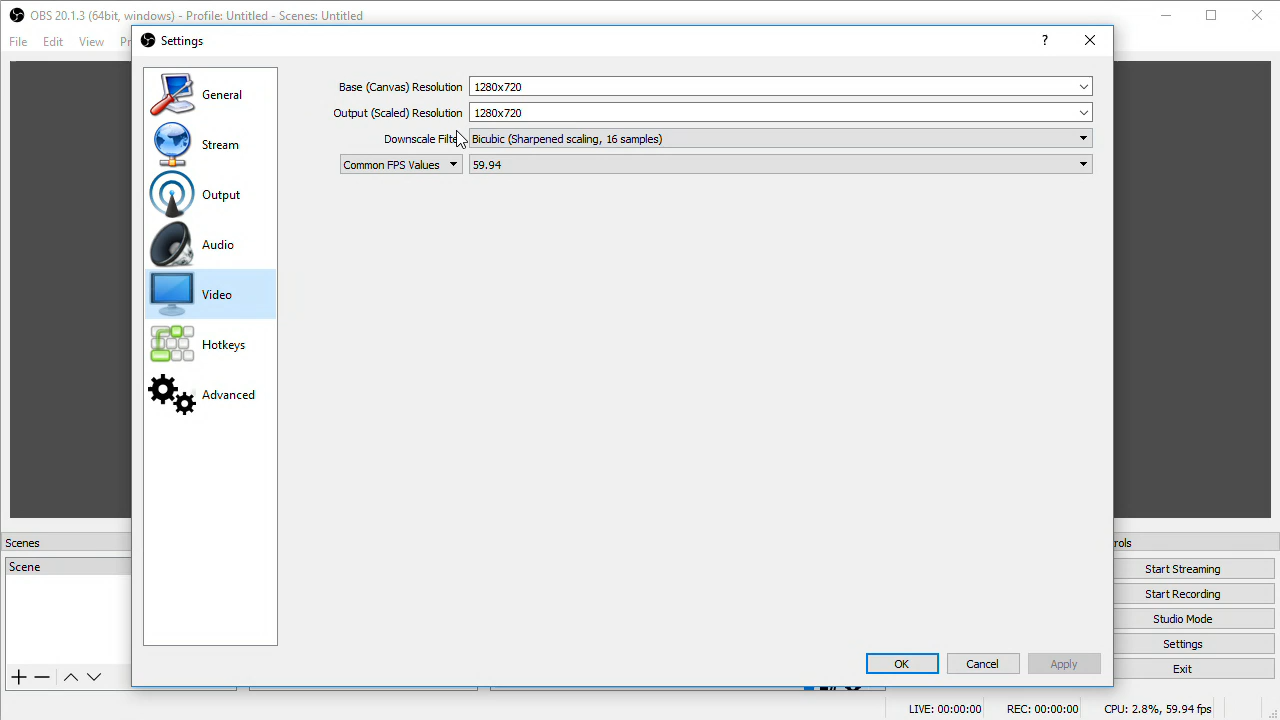 OBS 20.1.3 (64bit, windows) - Profile: Untitled - Scenes: Untitled
File Edit View
Settings
?
General
Stream
Output
Audio
Video
Hotkeys
Advanced
Base (Canvas) Resolution 1280x720
Output (Scaled) Resolution 1280x720
Downscale Filte Bicubic (Sharpened scaling, 16 samples)
Common FPS Values 59.94
OK Cancel Apply
Scenes
Scene
rols
Start Streaming
Start Recording
Studio Mode
Settings
Exit
LIVE: 00:00:00 REC: 00:00:00 CPU: 2.8%, 59.94 fps